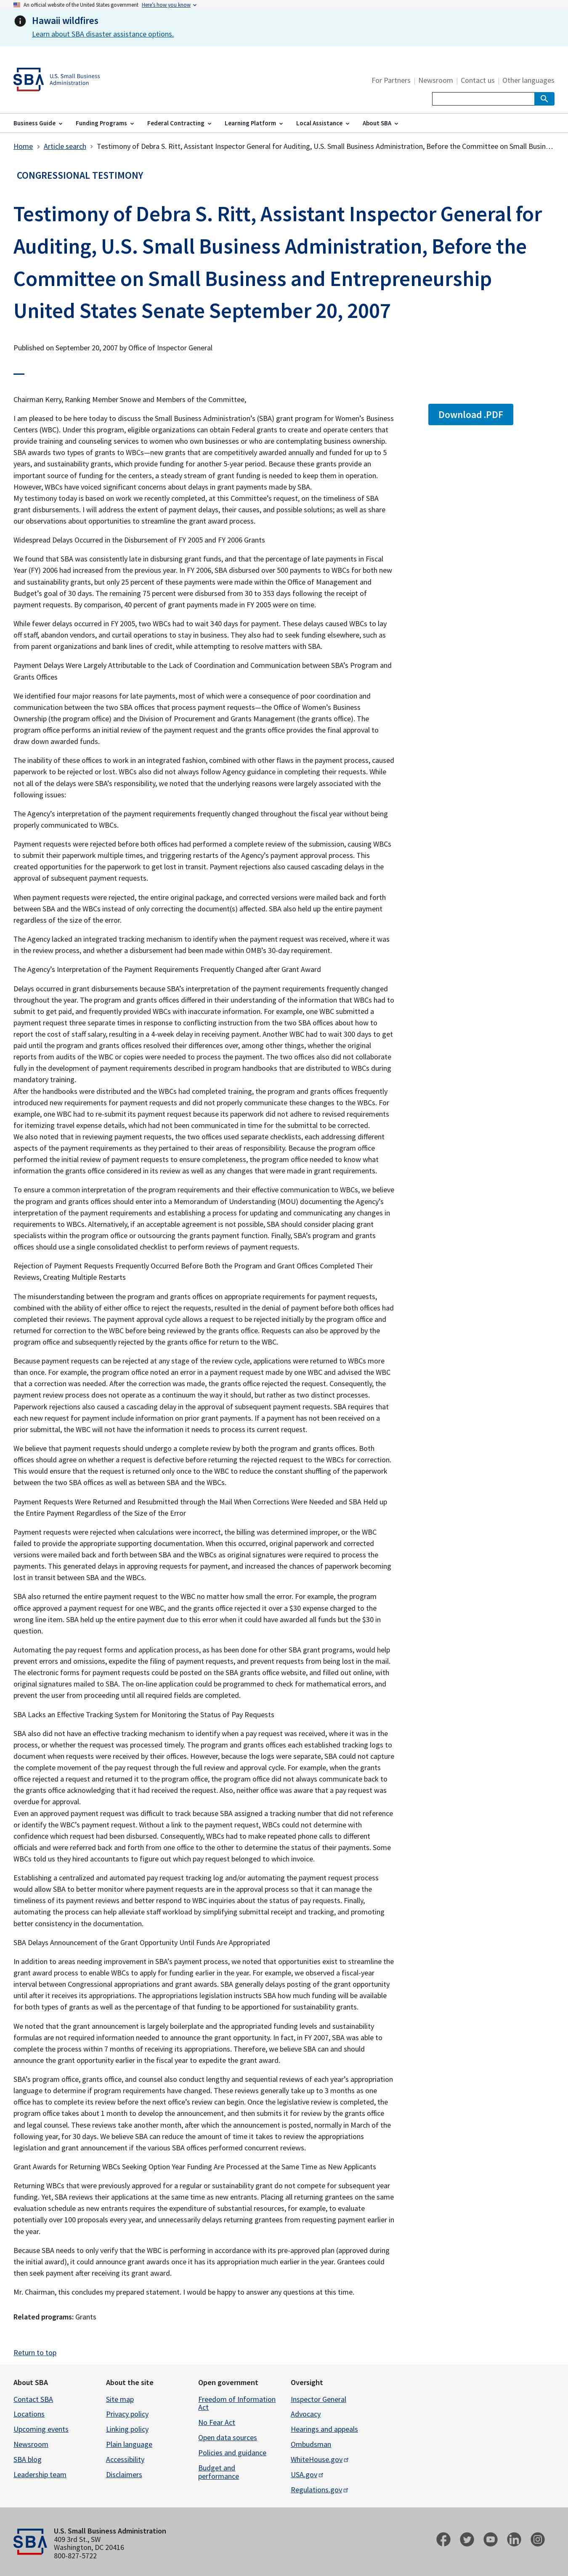 An official website of the United States government Here's how you know
Hawaii wildfires
Learn about SBA disaster assistance options.
SBA U.S. Small Business
Administration
For Partners Newsroom Contact us Other languages
Business Guide Funding Programs Federal Contracting Learning Platform Local Assistance About SBA
Home Article search Testimony of Debra S. Ritt, Assistant Inspector General for Auditing, U.S. Small Business Administration, Before the Committee on Small Busin…
CONGRESSIONAL TESTIMONY
Testimony of Debra S. Ritt, Assistant Inspector General for
Auditing, U.S. Small Business Administration, Before the
Committee on Small Business and Entrepreneurship
United States Senate September 20, 2007
Published on September 20, 2007 by Office of Inspector General
Download .PDF
Chairman Kerry, Ranking Member Snowe and Members of the Committee,
I am pleased to be here today to discuss the Small Business Administration's (SBA) grant program for Women's Business
Centers (WBC). Under this program, eligible organizations can obtain Federal grants to create and operate centers that
provide training and counseling services to women who own businesses or who are contemplating business ownership.
SBA awards two types of grants to WBCs—new grants that are competitively awarded annually and funded for up to 5
years, and sustainability grants, which provide funding for another 5-year period. Because these grants provide an
important source of funding for the centers, a steady stream of grant funding is needed to keep them in operation.
However, WBCs have voiced significant concerns about delays in grant payments made by SBA.
My testimony today is based on work we recently completed, at this Committee's request, on the timeliness of SBA
grant disbursements. I will address the extent of payment delays, their causes, and possible solutions; as well as share
our observations about opportunities to streamline the grant award process.
Widespread Delays Occurred in the Disbursement of FY 2005 and FY 2006 Grants
We found that SBA was consistently late in disbursing grant funds, and that the percentage of late payments in Fiscal
Year (FY) 2006 had increased from the previous year. In FY 2006, SBA disbursed over 500 payments to WBCs for both new
and sustainability grants, but only 25 percent of these payments were made within the Office of Management and
Budget's goal of 30 days. The remaining 75 percent were disbursed from 30 to 353 days following the receipt of
payment requests. By comparison, 40 percent of grant payments made in FY 2005 were on time.
While fewer delays occurred in FY 2005, two WBCs had to wait 340 days for payment. These delays caused WBCs to lay
off staff, abandon vendors, and curtail operations to stay in business. They also had to seek funding elsewhere, such as
from parent organizations and bank lines of credit, while attempting to resolve matters with SBA.
Payment Delays Were Largely Attributable to the Lack of Coordination and Communication between SBA's Program and
Grants Offices
We identified four major reasons for late payments, most of which were a consequence of poor coordination and
communication between the two SBA offices that process payment requests—the Office of Women's Business
Ownership (the program office) and the Division of Procurement and Grants Management (the grants office). The
program office performs an initial review of the payment request and the grants office provides the final approval to
draw down awarded funds.
The inability of these offices to work in an integrated fashion, combined with other flaws in the payment process, caused
paperwork to be rejected or lost. WBCs also did not always follow Agency guidance in completing their requests. While
not all of the delays were SBA's responsibility, we noted that the underlying reasons were largely associated with the
following issues:
The Agency's interpretation of the payment requirements frequently changed throughout the fiscal year without being
properly communicated to WBCs.
Payment requests were rejected before both offices had performed a complete review of the submission, causing WBCs
to submit their paperwork multiple times, and triggering restarts of the Agency's payment approval process. This
created opportunities for the paperwork to get lost in transit. Payment rejections also caused cascading delays in the
approval of subsequent payment requests.
When payment requests were rejected, the entire original package, and corrected versions were mailed back and forth
between SBA and the WBCs instead of only correcting the document(s) affected. SBA also held up the entire payment
regardless of the size of the error.
The Agency lacked an integrated tracking mechanism to identify when the payment request was received, where it was
in the review process, and whether a disbursement had been made within OMB's 30-day requirement.
The Agency's Interpretation of the Payment Requirements Frequently Changed after Grant Award
Delays occurred in grant disbursements because SBA's interpretation of the payment requirements frequently changed
throughout the year. The program and grants offices differed in their understanding of the information that WBCs had to
submit to get paid, and frequently provided WBCs with inaccurate information. For example, one WBC submitted a
payment request three separate times in response to conflicting instruction from the two SBA offices about how to
report the cost of staff salary, resulting in a 4-week delay in receiving payment. Another WBC had to wait 300 days to get
paid until the program and grants offices resolved their differences over, among other things, whether the original
reports from audits of the WBC or copies were needed to process the payment. The two offices also did not collaborate
fully in the development of payment requirements described in program handbooks that are distributed to WBCs during
mandatory training.
After the handbooks were distributed and the WBCs had completed training, the program and grants offices frequently
introduced new requirements for payment requests and did not properly communicate these changes to the WBCs. For
example, one WBC had to re-submit its payment request because its paperwork did not adhere to revised requirements
for itemizing travel expense details, which had not been communicated in time for the submittal to be corrected.
We also noted that in reviewing payment requests, the two offices used separate checklists, each addressing different
aspects of the payment requirements as they pertained to their areas of responsibility. Because the program office
performed the initial review of payment requests to ensure completeness, the program office needed to know what
information the grants office considered in its review as well as any changes that were made in grant requirements.
To ensure a common interpretation of the program requirements and their effective communication to WBCs, we believe
the program and grants offices should enter into a Memorandum of Understanding (MOU) documenting the Agency's
interpretation of the payment requirements and establishing a process for updating and communicating any changes in
requirements to WBCs. Alternatively, if an acceptable agreement is not possible, SBA should consider placing grant
specialists within the program office or outsourcing the grants payment function. Finally, SBA's program and grants
offices should use a single consolidated checklist to perform reviews of payment requests.
Rejection of Payment Requests Frequently Occurred Before Both the Program and Grant Offices Completed Their
Reviews, Creating Multiple Restarts
The misunderstanding between the program and grants offices on appropriate requirements for payment requests,
combined with the ability of either office to reject the requests, resulted in the denial of payment before both offices had
completed their reviews. The payment approval cycle allows a request to be rejected initially by the program office and
returned for correction to the WBC before being reviewed by the grants office. Requests can also be approved by the
program office and subsequently rejected by the grants office for return to the WBC.
Because payment requests can be rejected at any stage of the review cycle, applications were returned to WBCs more
than once. For example, the program office noted an error in a payment request made by one WBC and advised the WBC
that a correction was needed. After the correction was made, the grants office rejected the request. Consequently, the
payment review process does not operate as a continuum the way it should, but rather as two distinct processes.
Paperwork rejections also caused a cascading delay in the approval of subsequent payment requests. SBA requires that
each new request for payment include information on prior grant payments. If a payment has not been received on a
prior submittal, the WBC will not have the information it needs to process its current request.
We believe that payment requests should undergo a complete review by both the program and grants offices. Both
offices should agree on whether a request is defective before returning the rejected request to the WBCs for correction.
This would ensure that the request is returned only once to the WBC to reduce the constant shuffling of the paperwork
between the two SBA offices as well as between SBA and the WBCs.
Payment Requests Were Returned and Resubmitted through the Mail When Corrections Were Needed and SBA Held up
the Entire Payment Regardless of the Size of the Error
Payment requests were rejected when calculations were incorrect, the billing was determined improper, or the WBC
failed to provide the appropriate supporting documentation. When this occurred, original paperwork and corrected
versions were mailed back and forth between SBA and the WBCs as original signatures were required to process the
payments. This generated delays in approving requests for payment, and increased the chances of paperwork becoming
lost in transit between SBA and the WBCs.
SBA also returned the entire payment request to the WBC no matter how small the error. For example, the program
office approved a payment request for one WBC, and the grants office rejected it over a $30 expense charged to the
wrong line item. SBA held up the entire payment due to this error when it could have awarded all funds but the $30 in
question.
Automating the pay request forms and application process, as has been done for other SBA grant programs, would help
prevent errors and omissions, expedite the filing of payment requests, and prevent requests from being lost in the mail.
The electronic forms for payment requests could be posted on the SBA grants office website, and filled out online, with
original signatures mailed to SBA. The on-line application could be programmed to check for mathematical errors, and
prevent the user from proceeding until all required fields are completed.
SBA Lacks an Effective Tracking System for Monitoring the Status of Pay Requests
SBA also did not have an effective tracking mechanism to identify when a pay request was received, where it was in the
process, or whether the request was processed timely. The program and grants offices each established tracking logs to
document when requests were received by their offices. However, because the logs were separate, SBA could not capture
the complete movement of the pay request through the full review and approval cycle. For example, when the grants
office rejected a request and returned it to the program office, the program office did not always communicate back to
the grants office acknowledging that it had received the request. Also, neither office was aware that a pay request was
overdue for approval.
Even an approved payment request was difficult to track because SBA assigned a tracking number that did not reference
or identify the WBC's payment request. Without a link to the payment request, WBCs could not determine with
confidence which request had been disbursed. Consequently, WBCs had to make repeated phone calls to different
officials and were referred back and forth from one office to the other to determine the status of their payments. Some
WBCs told us they hired accountants to figure out which pay request belonged to which invoice.
Establishing a centralized and automated pay request tracking log and/or automating the payment request process
would allow SBA to better monitor where payment requests are in the approval process so that it can manage the
timeliness of its payment reviews and better respond to WBC inquiries about the status of pay requests. Finally,
automating the process can help alleviate staff workload by simplifying submittal receipt and tracking, and promoting
better consistency in the documentation.
SBA Delays Announcement of the Grant Opportunity Until Funds Are Appropriated
In addition to areas needing improvement in SBA's payment process, we noted that opportunities exist to streamline the
grant award process to enable WBCs to apply for funding earlier in the year. For example, we observed a fiscal-year
interval between Congressional appropriations and grant awards. SBA generally delays posting of the grant opportunity
until after it receives its appropriations. The appropriations legislation instructs SBA how much funding will be available
for both types of grants as well as the percentage of that funding to be apportioned for sustainability grants.
We noted that the grant announcement is largely boilerplate and the appropriated funding levels and sustainability
formulas are not required information needed to announce the grant opportunity. In fact, in FY 2007, SBA was able to
complete the process within 7 months of receiving its appropriations. Therefore, we believe SBA can and should
announce the grant opportunity earlier in the fiscal year to expedite the grant award.
SBA's program office, grants office, and counsel also conduct lengthy and sequential reviews of each year's appropriation
language to determine if program requirements have changed. These reviews generally take up to 3 months as one
office has to complete its review before the next office's review can begin. Once the legislative review is completed, the
program office takes about 1 month to develop the announcement, and then submits it for review by the grants office
and legal counsel. These reviews take another month, after which the announcement is posted, normally in March of the
following year, for 30 days. We believe SBA can reduce the amount of time it takes to review the appropriations
legislation and grant announcement if the various SBA offices performed concurrent reviews.
Grant Awards for Returning WBCs Seeking Option Year Funding Are Processed at the Same Time as New Applicants
Returning WBCs that were previously approved for a regular or sustainability grant do not compete for subsequent year
funding. Yet, SBA reviews their applications at the same time as new entrants. Placing all returning grantees on the same
evaluation schedule as new entrants requires the expenditure of substantial resources, for example, to evaluate
potentially over 100 proposals every year, and unnecessarily delays returning grantees from requesting payment early in
the year.
Because SBA needs to only verify that the WBC is performing in accordance with its pre-approved plan (approved during
the initial award), it could announce grant awards once it has its appropriation much earlier in the year. Grantees could
then seek payment after receiving its grant award.
Mr. Chairman, this concludes my prepared statement. I would be happy to answer any questions at this time.
Related programs: Grants
Return to top
About SBA
Contact SBA
Locations
Upcoming events
Newsroom
SBA blog
Leadership team
About the site
Site map
Privacy policy
Linking policy
Plain language
Accessibility
Disclaimers
Open government
Freedom of Information
Act
No Fear Act
Open data sources
Policies and guidance
Budget and
performance
Oversight
Inspector General
Advocacy
Hearings and appeals
Ombudsman
WhiteHouse.gov
USA.gov
Regulations.gov
SBA
U.S. Small Business Administration
409 3rd St., SW
Washington, DC 20416
800-827-5722